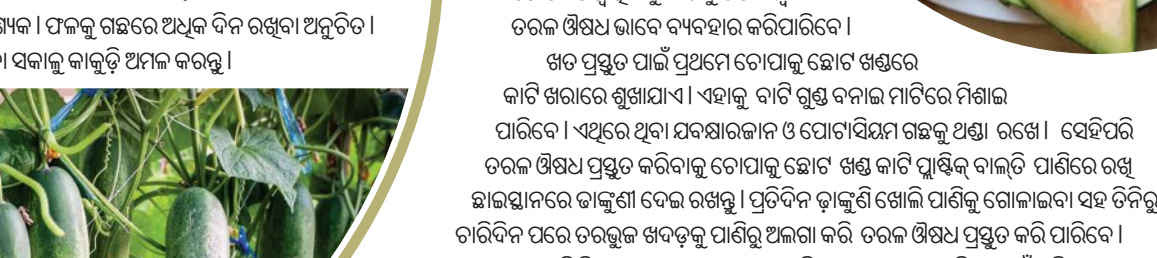 ଶ୍ୟକ । ଫଳକୁ ଗଛରେ ଅଧିକ ଦିନ ରଖିବା ଅନୁଚିତ ।
ା ସକାଳୁ କାକୁଡ଼ି ଅମଳ କରନ୍ତୁ ।
ତରଳ ଔଷଧ ଭାବେ ବ୍ୟବହାର କରିପାରିବେ ।
ଖତ ପ୍ରସ୍ତୁତ ପାଇଁ ପ୍ରଥମେ ଚୋପାକୁ ଛୋଟ ଖଣ୍ଡରେ
କାଟି ଖରାରେ ଶୁଖାଯାଏ । ଏହାକୁ ବାଟି ଗୁଣ୍ଡ ବନାଇ ମାଟିରେ ମିଶାଇ
ପାରିବେ । ଏଥିରେ ଥିବା ଯବକ୍ଷାରଜାନ ଓ ପୋଟାସିୟମ ଗଛକୁ ଥଣ୍ଡା ରଖେ । ସେହିପରି
ତରଳ ଔଷଧ ପ୍ରସ୍ତୁତ କରିବାକୁ ଚୋପାକୁ ଛୋଟ ଖଣ୍ଡ କାଟି ପ୍ଲାଷ୍ଟିକ୍ ବାଲ୍‌ତି ପାଣିରେ ରଖି
ଛାଇସ୍ଥାନରେ ଢାଙ୍କୁଣୀ ଦେଇ ରଖନ୍ତୁ । ପ୍ରତିଦିନ ଢ଼ାଙ୍କୁଣି ଖୋଲି ପାଣିକୁ ଗୋଳାଇବା ସହ ତିନିରୁ
ଚାରିଦିନ ପରେ ତରଭୁଜ ଖଦଡ଼କୁ ପାଣିରୁ ଅଲଗା କରି ତରଳ ଔଷଧ ପ୍ରସ୍ତୁତ କରି ପାରିବେ ।